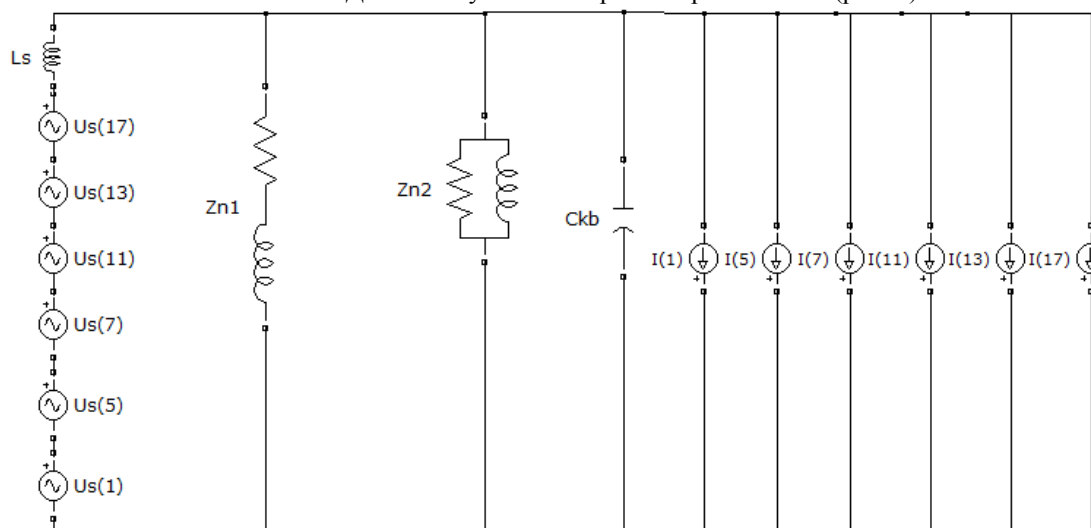 Ls
Us(17)
Us(13)
Us(11)
Us(7)
Us(5)
Us(1)
Zn1
Zn2
Ckb
I(1)
I(5)
I(7)
I(11)
I(13)
I(17)